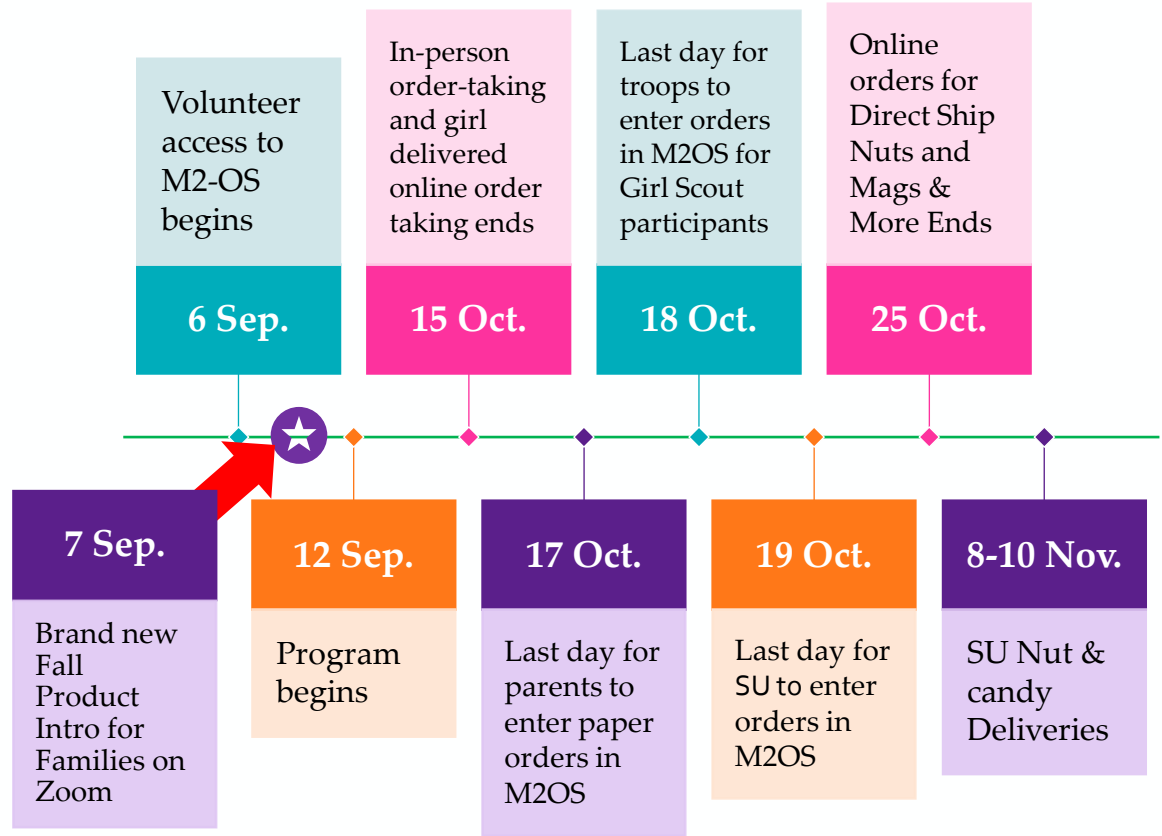 Volunteer
access to
M2-OS
begins
6 Sep.
In-person
order-taking
and girl
delivered
online order
taking ends
15 Oct.
Last day for
troops to
enter orders
in M2OS for
Girl Scout
participants
18 Oct.
Online
orders for
Direct Ship
Nuts and
Mags &
More Ends
25 Oct.
7 Sep.
Brand new
Fall
Product
Intro for
Families on
Zoom
12 Sep.
Program
begins
17 Oct.
Last day for
parents to
enter paper
orders in
M2OS
19 Oct.
Last day for
SU to enter
orders in
M2OS
8-10 Nov.
SU Nut &
candy
Deliveries